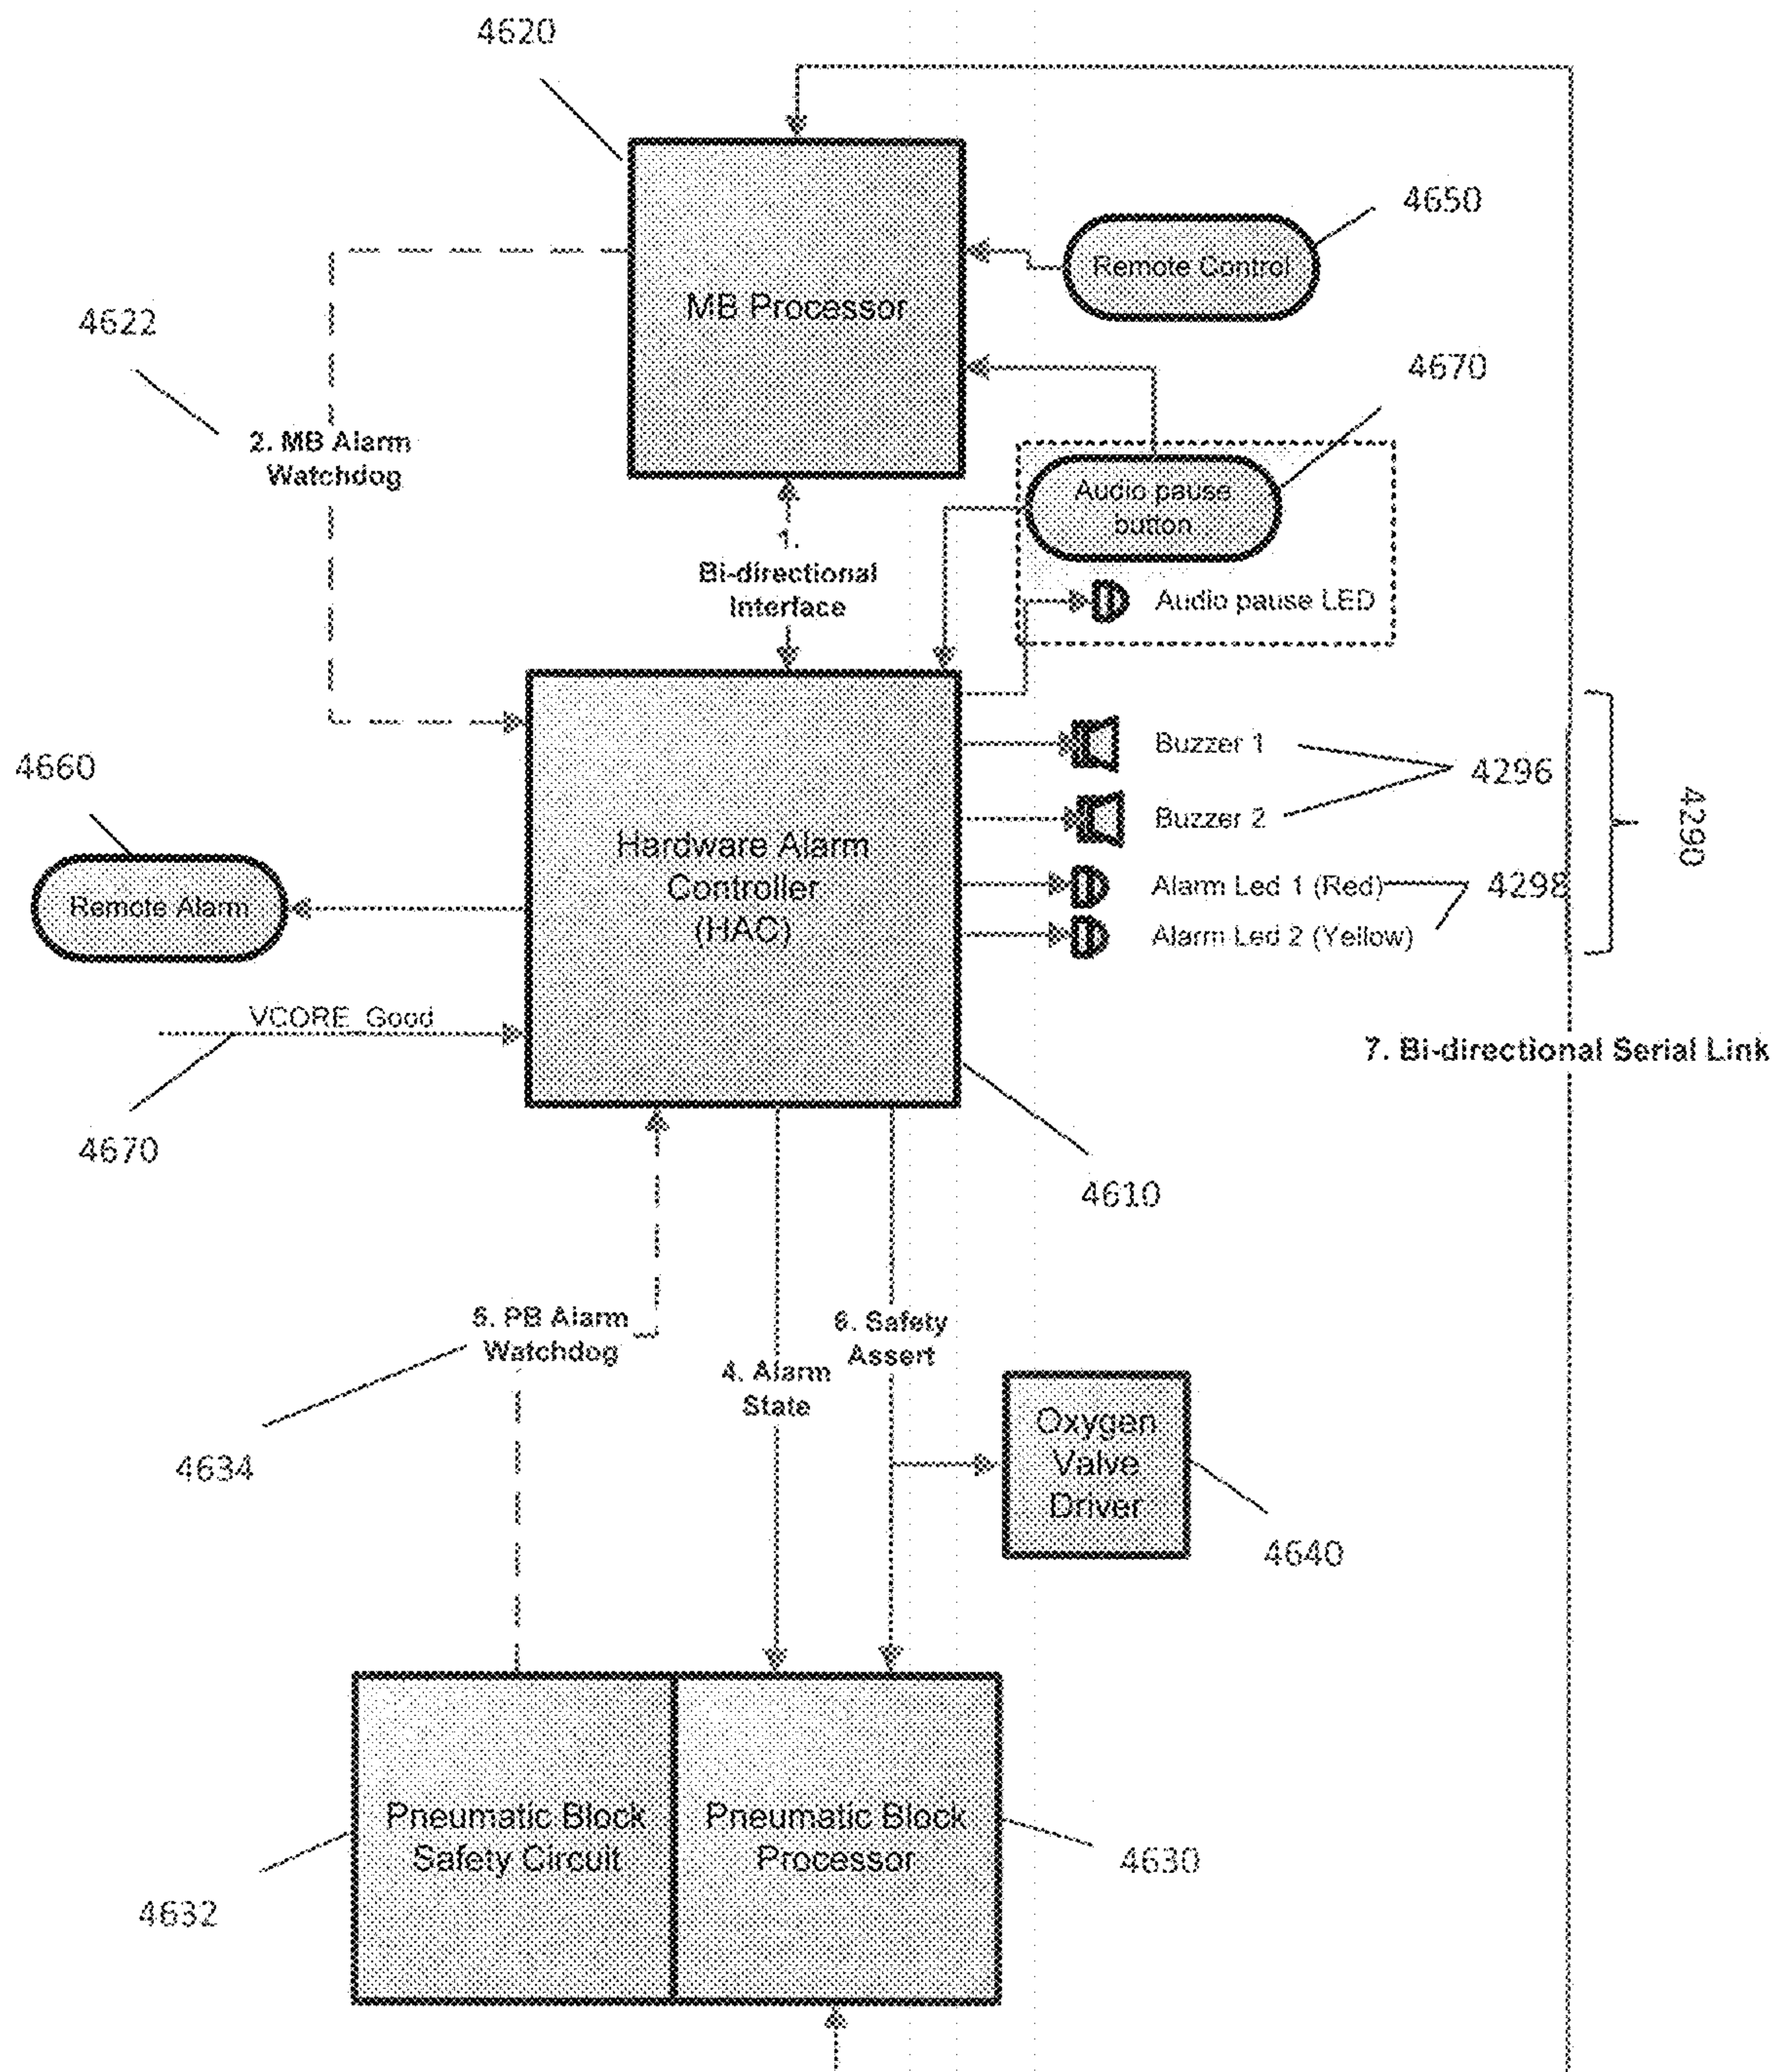 4620
4650
Remote Control
MB Processor
4622
4670
2. MB Alarm
Watchdog
Audio pause
button
1.
Bi-directional
Interface
Audio pause LED
4660
Buzzer 1
4296
Buzzer 2
4290
Hardware Alarm
Controller
(HAC)
Alarm Led 1 (Red)
4298
Alarm Led 2 (Yellow)
Remote Alarm
VCORE_Good
7. Bi-directional Serial Link
4670
4610
5. PB Alarm
Watchdog
6. Safety
Assert
4. Alarm
State
Oxygen
Valve
Driver
4634
4640
Pneumatic Block
Safety Circuit
Pneumatic Block
Processor
4630
4632